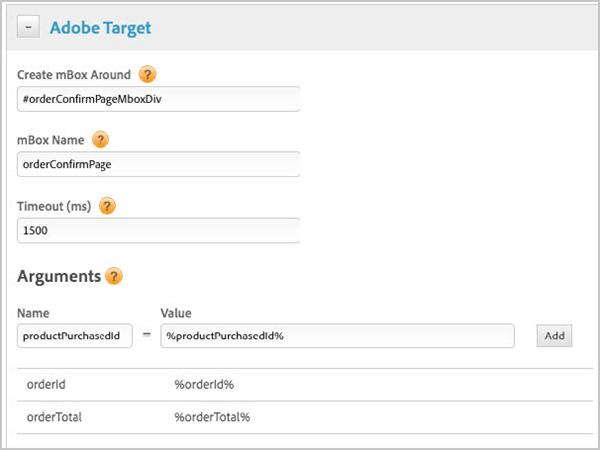 − Adobe Target
Create mBox Around ?
#orderConfirmPageMboxDiv
mBox Name ?
orderConfirmPage
Timeout (ms) ?
1500
Arguments ?
Name Value
productPurchasedId = %productPurchasedId% Add
orderId %orderId%
orderTotal %orderTotal%